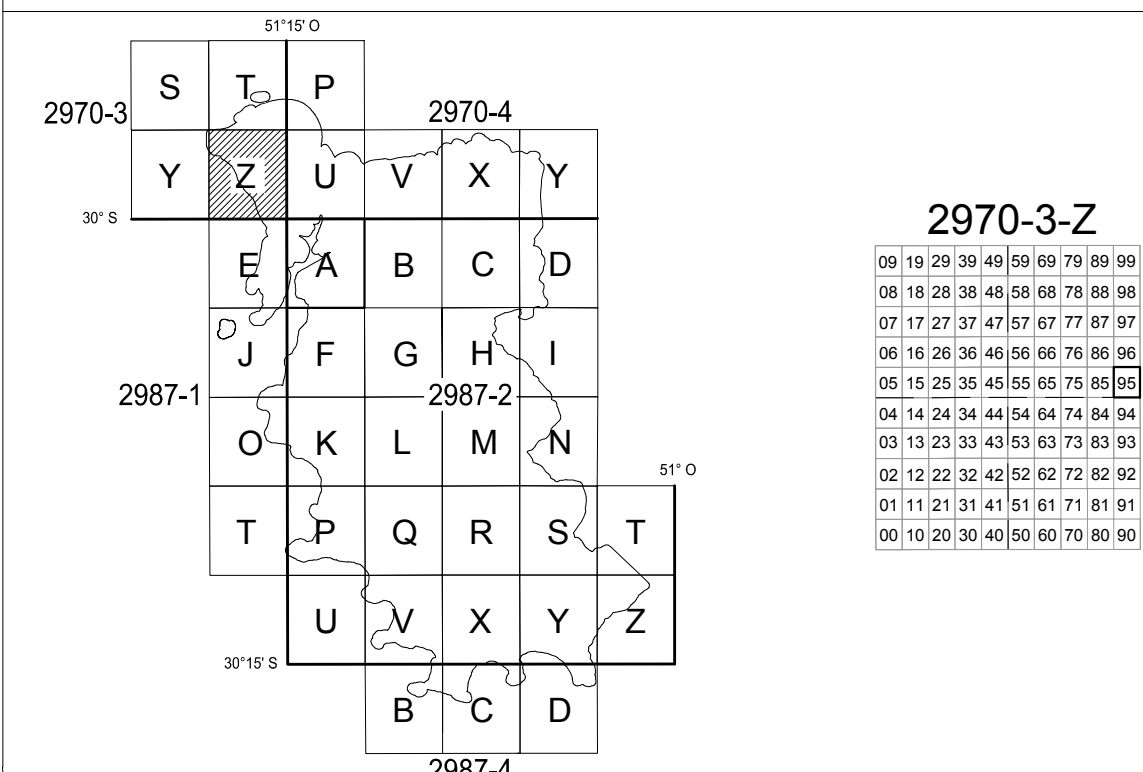 51°15' O
S T P
2970-3
2970-4
Y Z U V X Y
30° S
E A B C D
J F G H I
2987-1
2987-2
O K L M N
51° O
T P Q R S T
U V X Y Z
30°15' S
B C D
2987-4
2970-3-Z
09 19 29 39 49 59 69 79 89 99
08 18 28 38 48 58 68 78 88 98
07 17 27 37 47 57 67 77 87 97
06 16 26 36 46 56 66 76 86 96
05 15 25 35 45 55 65 75 85 95
04 14 24 34 44 54 64 74 84 94
03 13 23 33 43 53 63 73 83 93
02 12 22 32 42 52 62 72 82 92
01 11 21 31 41 51 61 71 81 91
00 10 20 30 40 50 60 70 80 90